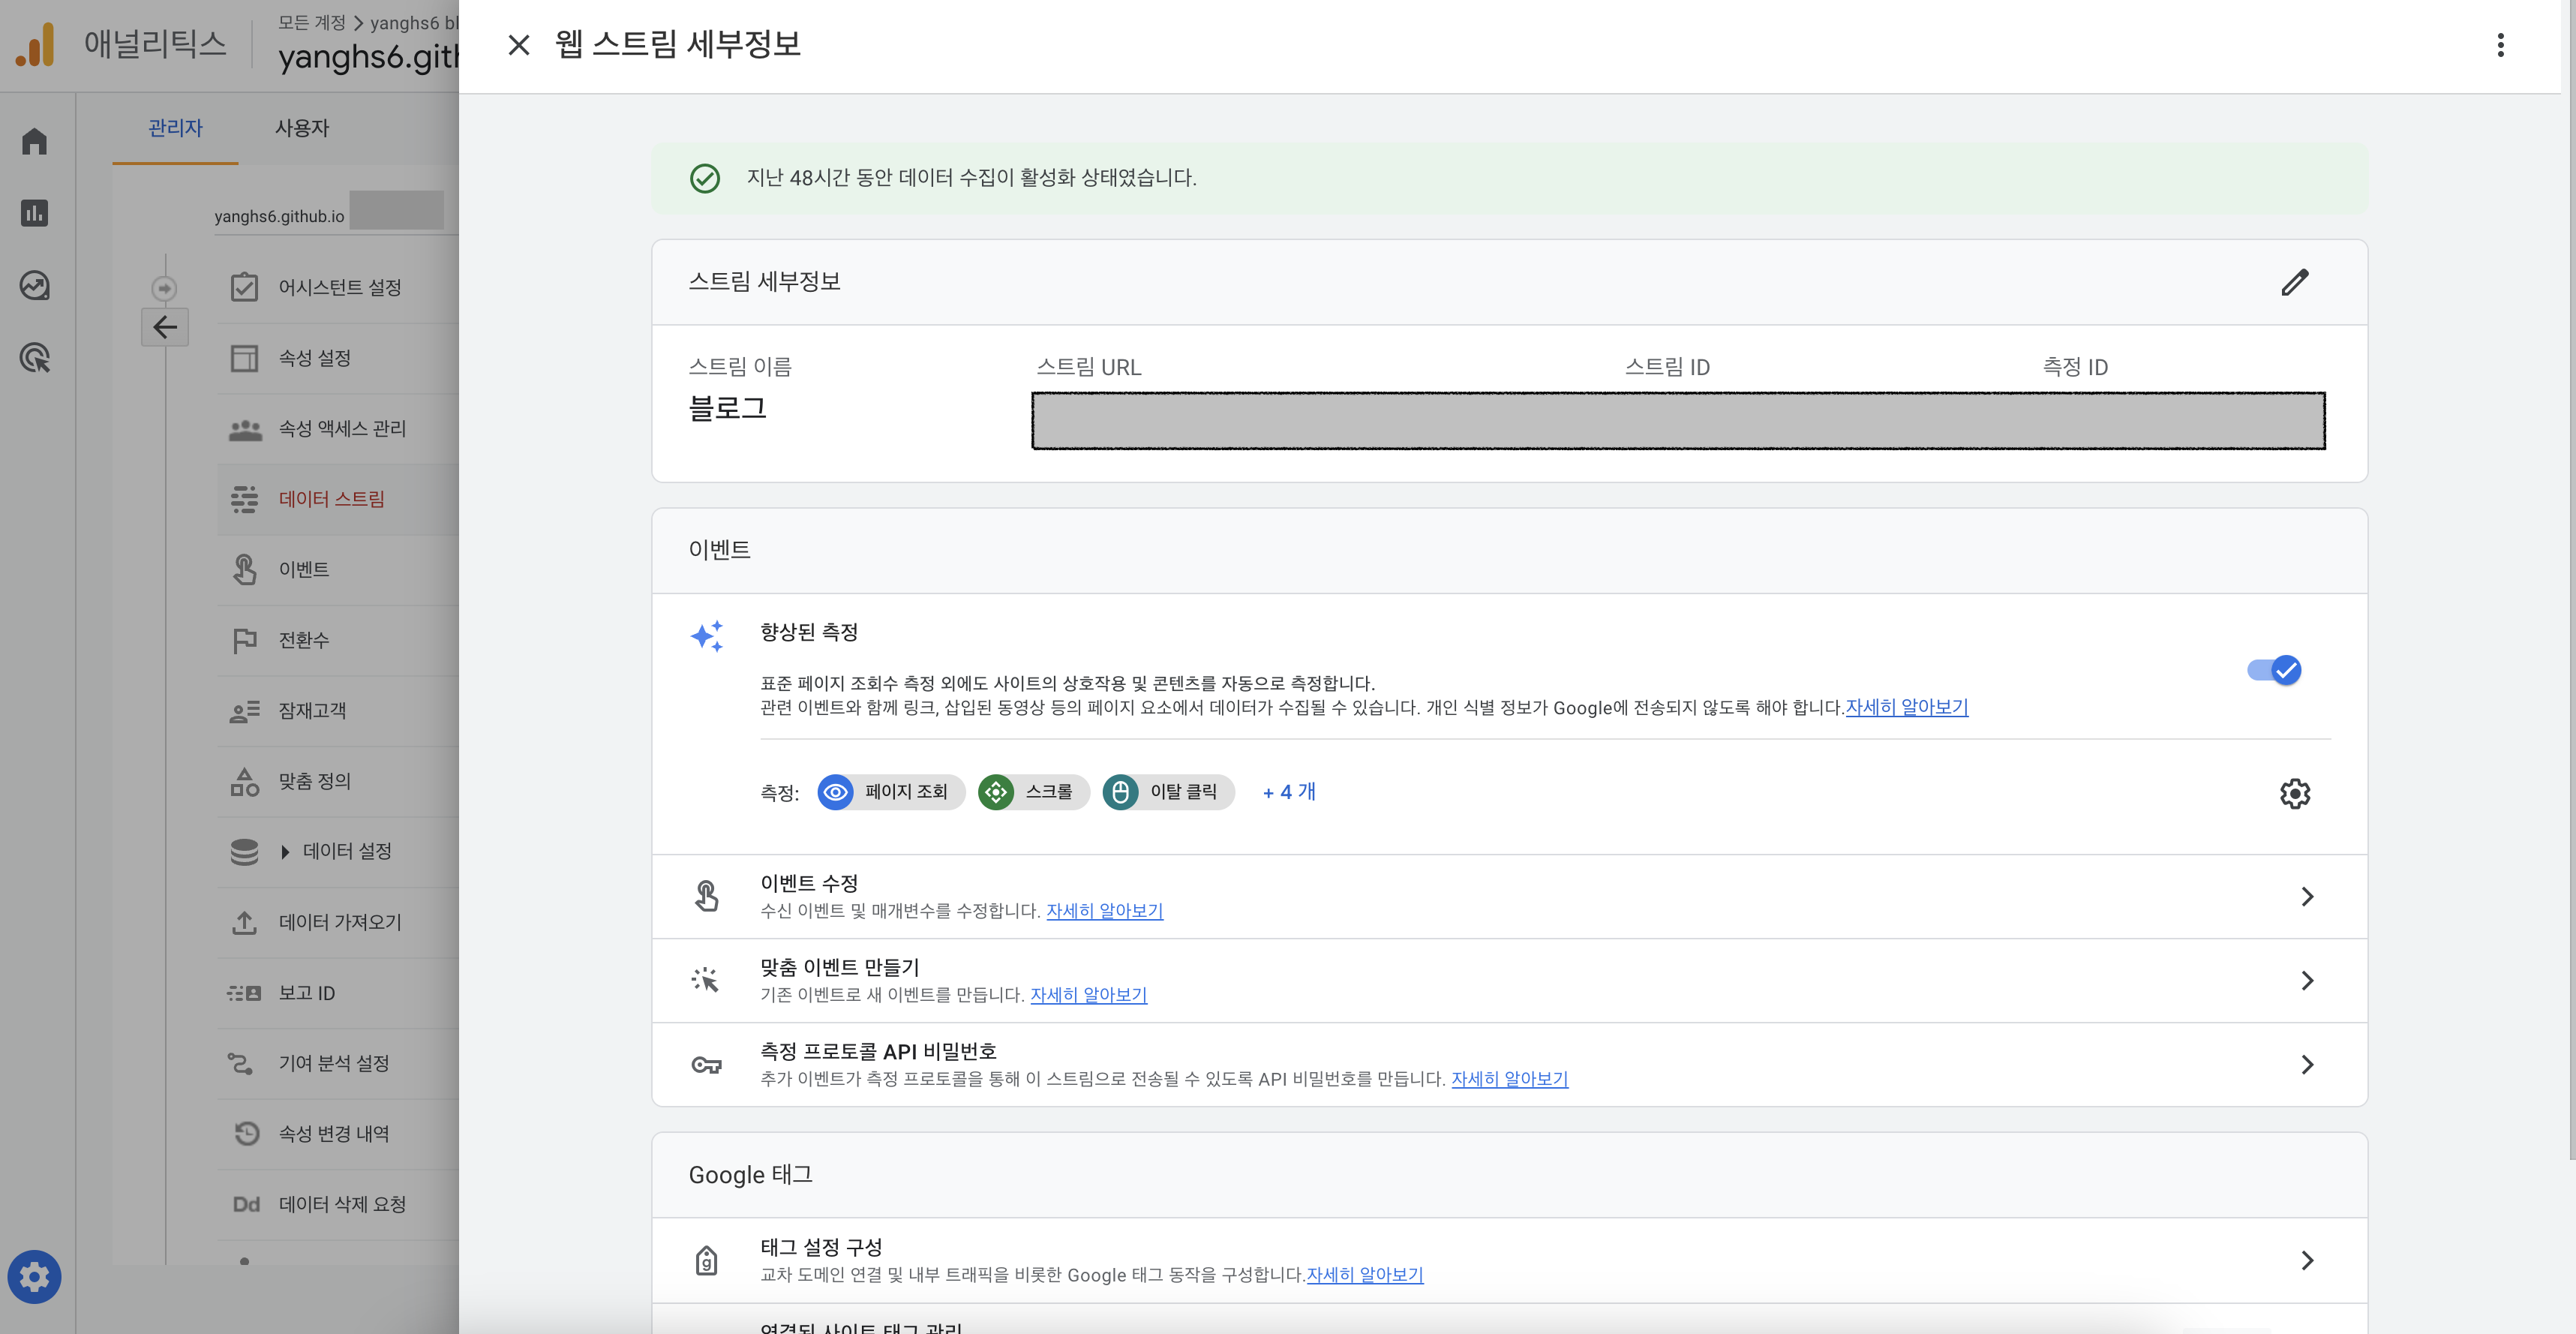 애널리틱스
모든 계정 > yanghs6 bl
yanghs6.gith
관리자
사용자
yanghs6.github.io
어시스턴트 설정
속성 설정
속성 액세스 관리
데이터 스트림
이벤트
전환수
잠재고객
맞춤 정의
데이터 설정
데이터 가져오기
보고 ID
기여 분석 설정
속성 변경 내역
Dd 데이터 삭제 요청
웹 스트림 세부정보
지난 48시간 동안 데이터 수집이 활성화 상태였습니다.
스트림 세부정보
스트림 이름
블로그
스트림 URL
스트림 ID
측정 ID
이벤트
향상된 측정
표준 페이지 조회수 측정 외에도 사이트의 상호작용 및 콘텐츠를 자동으로 측정합니다.
관련 이벤트와 함께 링크, 삽입된 동영상 등의 페이지 요소에서 데이터가 수집될 수 있습니다. 개인 식별 정보가 Google에 전송되지 않도록 해야 합니다.자세히 알아보기
측정: 페이지 조회 스크롤 이탈 클릭 + 4 개
이벤트 수정
수신 이벤트 및 매개변수를 수정합니다. 자세히 알아보기
맞춤 이벤트 만들기
기존 이벤트로 새 이벤트를 만듭니다. 자세히 알아보기
측정 프로토콜 API 비밀번호
추가 이벤트가 측정 프로토콜을 통해 이 스트림으로 전송될 수 있도록 API 비밀번호를 만듭니다. 자세히 알아보기
Google 태그
태그 설정 구성
교차 도메인 연결 및 내부 트래픽을 비롯한 Google 태그 동작을 구성합니다.자세히 알아보기
연결된 사이트 태그 관리